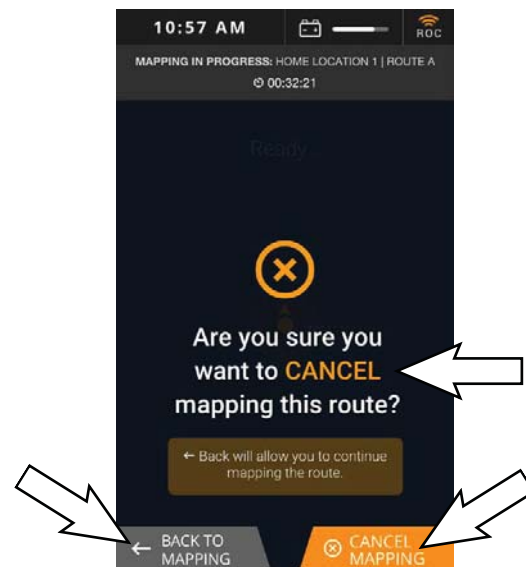 10:57 AM
ROC
MAPPING IN PROGRESS: HOME LOCATION 1 | ROUTE A
00:32:21
Ready
Are you sure you
want to CANCEL
mapping this route?
← Back will allow you to continue
mapping the route.
← BACK TO
MAPPING
CANCEL
MAPPING